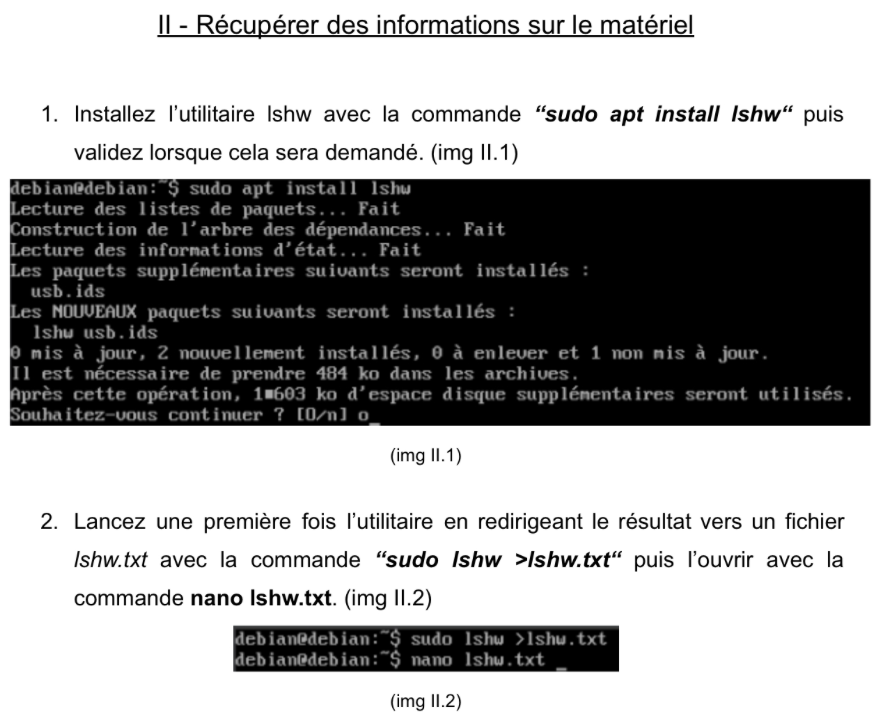 II - Récupérer des informations sur le matériel
1. Installez l’utilitaire lshw avec la commande “sudo apt install lshw“ puis
validez lorsque cela sera demandé. (img II.1)
debian@debian:~$ sudo apt install lshw
Lecture des listes de paquets... Fait
Construction de l’arbre des dépendances... Fait
Lecture des informations d’état... Fait
Les paquets supplémentaires suivants seront installés :
usb.ids
Les NOUVEAUX paquets suivants seront installés :
lshw usb.ids
0 mis à jour, 2 nouvellement installés, 0 à enlever et 1 non mis à jour.
Il est nécessaire de prendre 484 ko dans les archives.
Après cette opération, 1■603 ko d’espace disque supplémentaires seront utilisés.
Souhaitez-vous continuer ? [O/n] o_
(img II.1)
2. Lancez une première fois l’utilitaire en redirigeant le résultat vers un fichier
lshw.txt avec la commande “sudo lshw >lshw.txt“ puis l’ouvrir avec la
commande nano lshw.txt. (img II.2)
debian@debian:~$ sudo lshw >lshw.txt
debian@debian:~$ nano lshw.txt _
(img II.2)